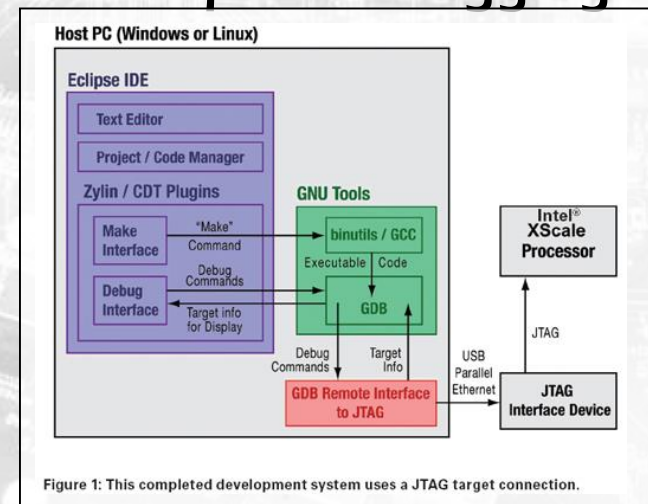 Host PC (Windows or Linux)
Eclipse IDE
Text Editor
Project / Code Manager
Zylin / CDT Plugins
GNU Tools
Make
Interface
"Make"
Command
binutils / GCC
Executable Code
Debug
Interface
Debug
Commands
Target info
for Display
GDB
Debug
Commands
Target
Info
GDB Remote Interface
to JTAG
USB
Parallel
Ethernet
Intel®
XScale
Processor
JTAG
JTAG
Interface Device
Figure 1: This completed development system uses a JTAG target connection.